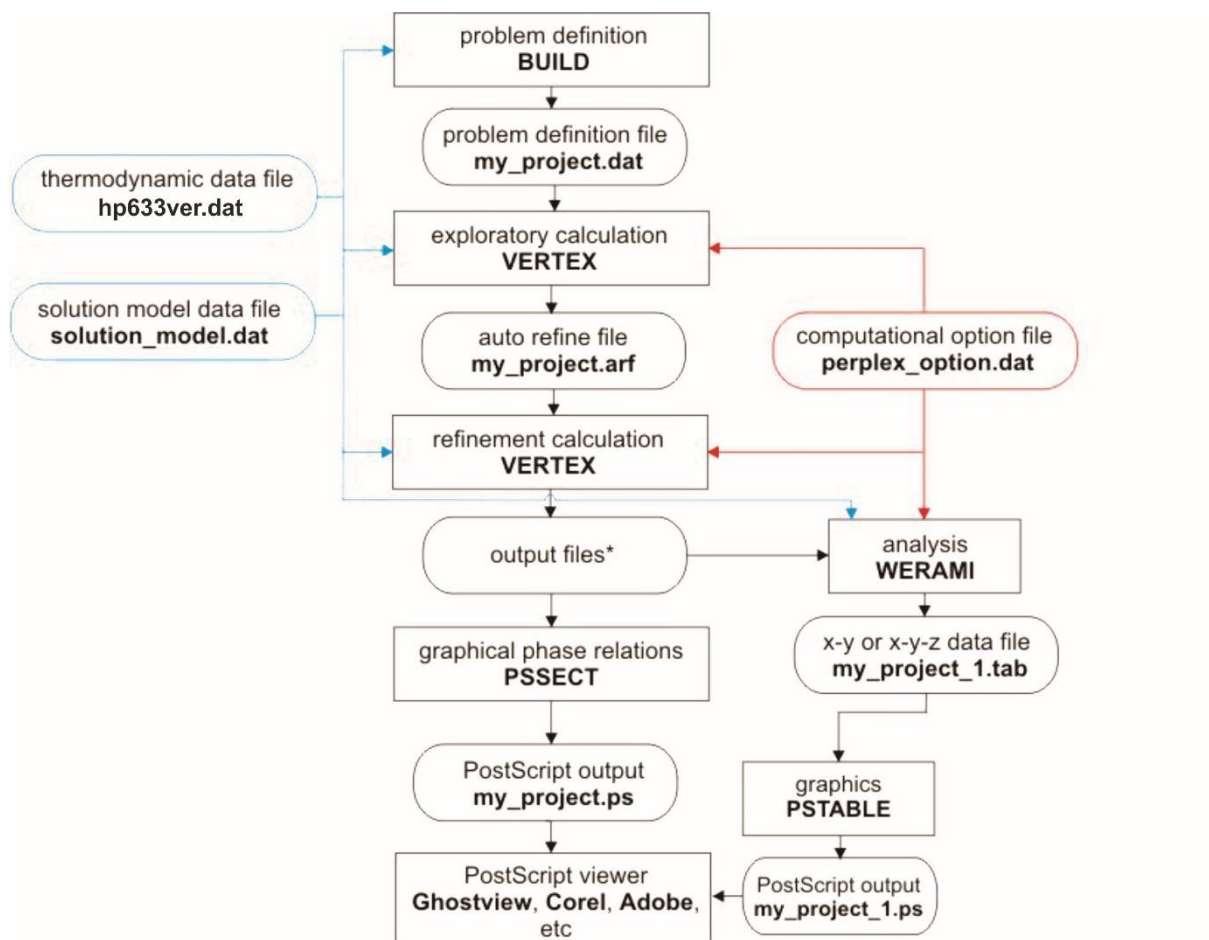 problem definition
BUILD
problem definition file
my_project.dat
thermodynamic data file
hp633ver.dat
exploratory calculation
VERTEX
solution model data file
solution_model.dat
auto refine file
my_project.arf
computational option file
perplex_option.dat
refinement calculation
VERTEX
output files*
analysis
WERAMI
graphical phase relations
PSSECT
x-y or x-y-z data file
my_project_1.tab
PostScript output
my_project.ps
graphics
PSTABLE
PostScript viewer
Ghostview, Corel, Adobe,
etc
PostScript output
my_project_1.ps